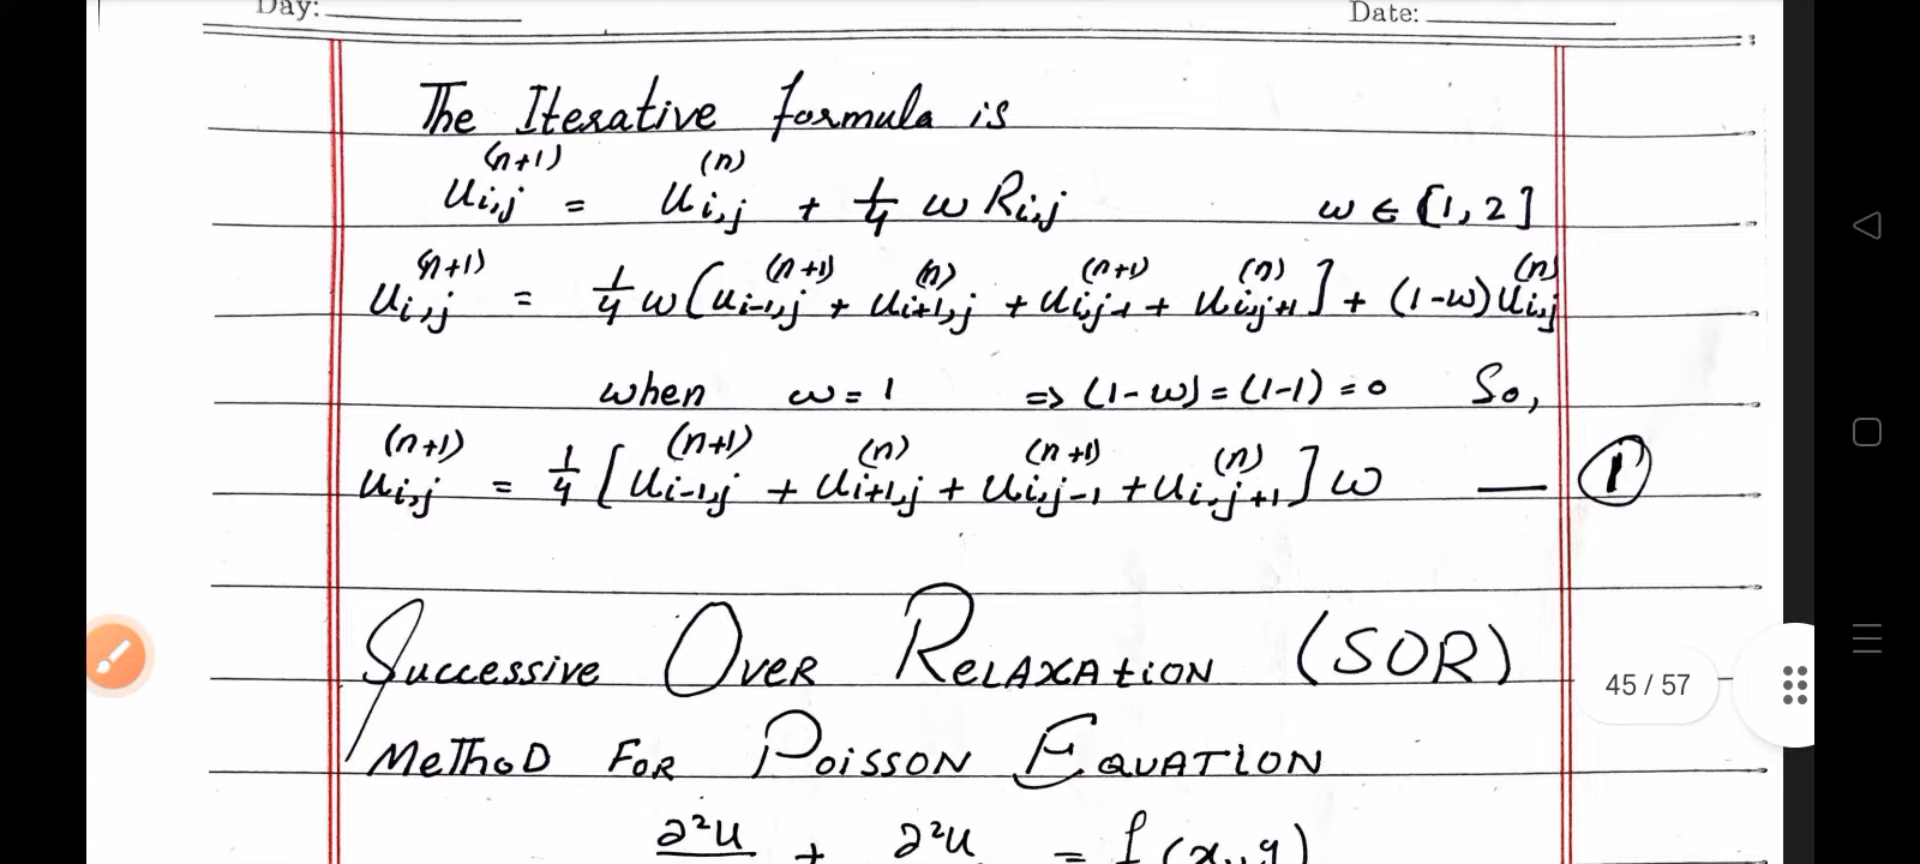 Day:
Date:
The Iterative formula is
u_{i,j}^{(n+1)} = u_{i,j}^{(n)} + 1/4 ω R_{i,j} ω ∈ [1, 2]
u_{i,j}^{(n+1)} = 1/4 ω [u_{i-1,j}^{(n+1)} + u_{i+1,j}^{(n)} + u_{i,j-1}^{(n+1)} + u_{i,j+1}^{(n)}] + (1-ω) u_{i,j}^{(n)}
when ω = 1 => (1-ω) = (1-1) = 0 So,
u_{i,j}^{(n+1)} = 1/4 [u_{i-1,j}^{(n+1)} + u_{i+1,j}^{(n)} + u_{i,j-1}^{(n+1)} + u_{i,j+1}^{(n)}] ω — ①
Successive Over Relaxation (SOR)
45 / 57
Method For Poisson Equation
∂²u + ∂²u = f(x,y)